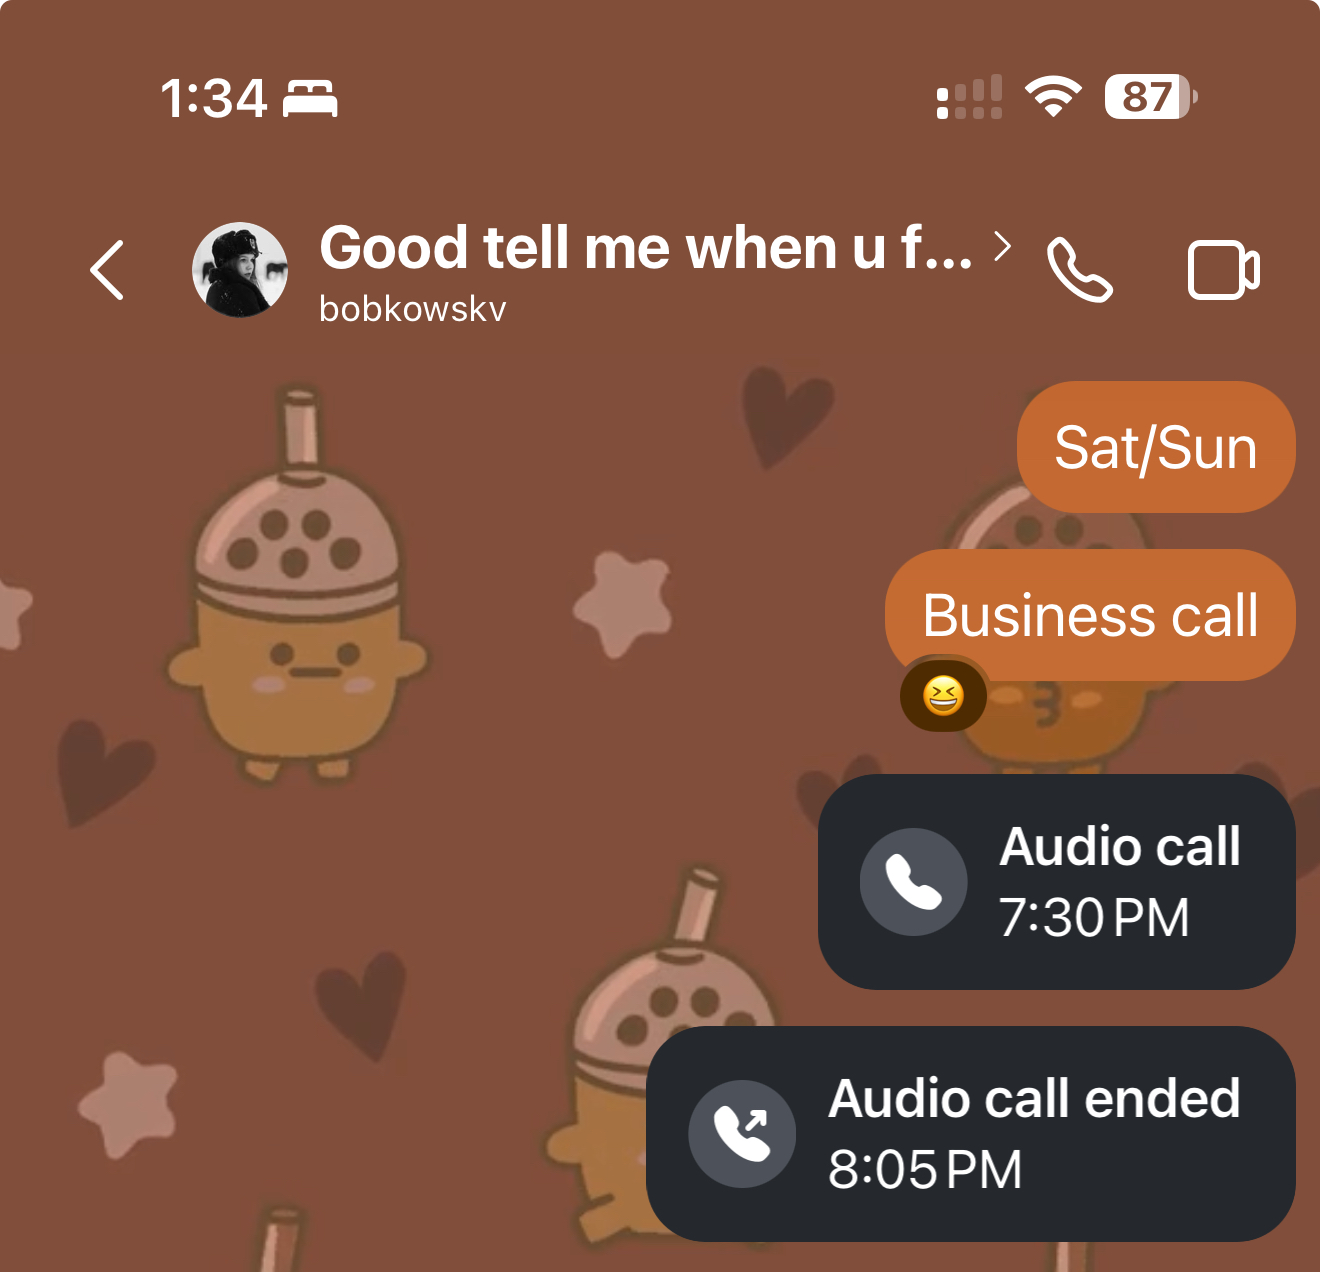 1:34
87
Good tell me when u f...
bobkowskv
Sat/Sun
Business call
😆
Audio call
7:30 PM
Audio call ended
8:05 PM